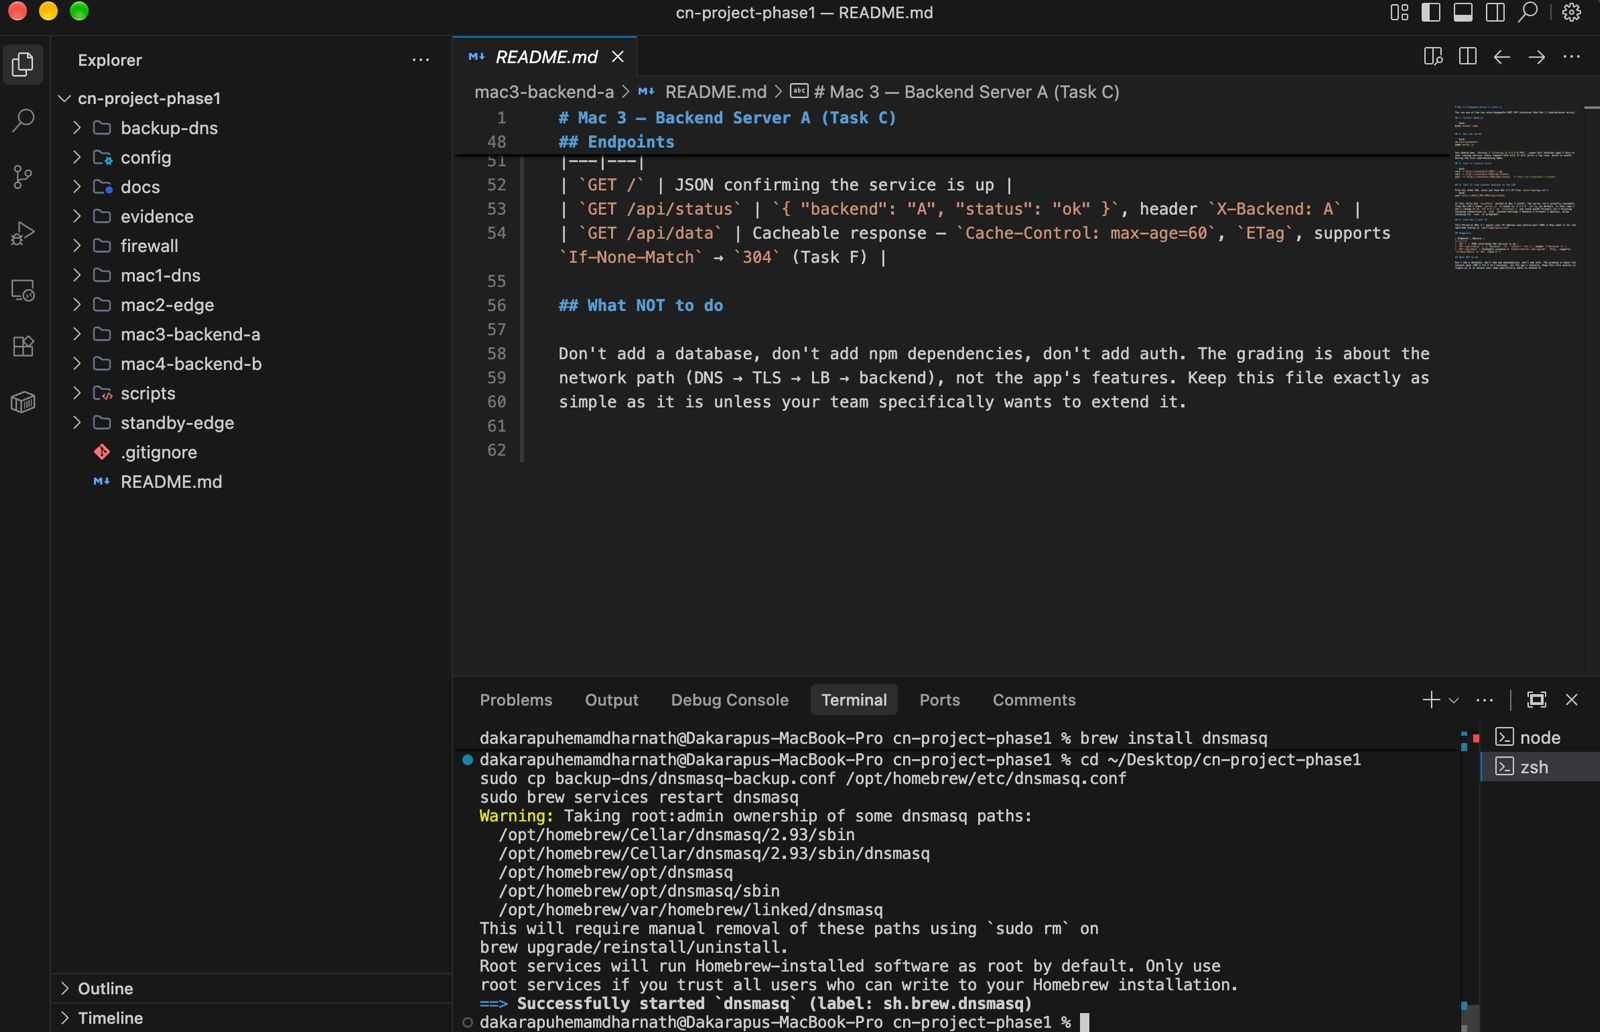 cn-project-phase1 — README.md
Explorer
cn-project-phase1
backup-dns
config
docs
evidence
firewall
mac1-dns
mac2-edge
mac3-backend-a
mac4-backend-b
scripts
standby-edge
.gitignore
README.md
Outline
Timeline
README.md
mac3-backend-a > README.md > # Mac 3 — Backend Server A (Task C)
1 # Mac 3 — Backend Server A (Task C)
48 ## Endpoints
51 |---|---|
52 | `GET /` | JSON confirming the service is up |
53 | `GET /api/status` | `{ "backend": "A", "status": "ok" }`, header `X-Backend: A` |
54 | `GET /api/data` | Cacheable response — `Cache-Control: max-age=60`, `ETag`, supports
`If-None-Match` → `304` (Task F) |
55
56 ## What NOT to do
57
58 Don't add a database, don't add npm dependencies, don't add auth. The grading is about the
59 network path (DNS → TLS → LB → backend), not the app's features. Keep this file exactly as
60 simple as it is unless your team specifically wants to extend it.
61
62
Problems Output Debug Console Terminal Ports Comments
node
zsh
dakarapuhemamdharnath@Dakarapus-MacBook-Pro cn-project-phase1 % brew install dnsmasq
dakarapuhemamdharnath@Dakarapus-MacBook-Pro cn-project-phase1 % cd ~/Desktop/cn-project-phase1
sudo cp backup-dns/dnsmasq-backup.conf /opt/homebrew/etc/dnsmasq.conf
sudo brew services restart dnsmasq
Warning: Taking root:admin ownership of some dnsmasq paths:
/opt/homebrew/Cellar/dnsmasq/2.93/sbin
/opt/homebrew/Cellar/dnsmasq/2.93/sbin/dnsmasq
/opt/homebrew/opt/dnsmasq
/opt/homebrew/opt/dnsmasq/sbin
/opt/homebrew/var/homebrew/linked/dnsmasq
This will require manual removal of these paths using `sudo rm` on
brew upgrade/reinstall/uninstall.
Root services will run Homebrew-installed software as root by default. Only use
root services if you trust all users who can write to your Homebrew installation.
==> Successfully started `dnsmasq` (label: sh.brew.dnsmasq)
dakarapuhemamdharnath@Dakarapus-MacBook-Pro cn-project-phase1 %